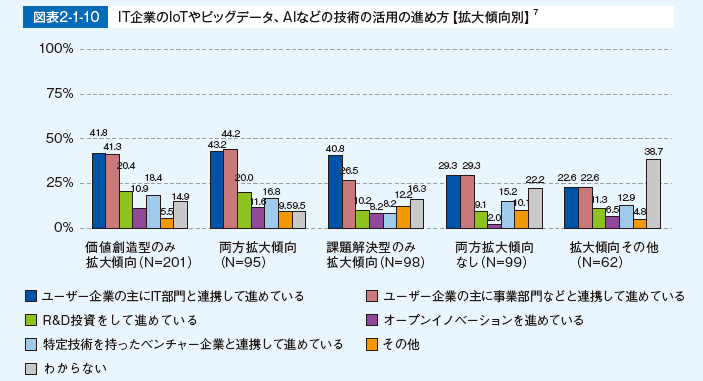 図表2-1-10 IT企業のIoTやビッグデータ、AIなどの技術の活用の進め方【拡大傾向別】7
100%
75%
50%
25%
0%
41.8 41.3 20.4 10.9 18.4 5.5 14.9
43.2 44.2 20.0 11.6 16.8 9.5 9.5
40.8 26.5 10.2 8.2 8.2 12.2 16.3
29.3 29.3 9.1 2.0 15.2 10.1 22.2
22.6 22.6 11.3 6.5 12.9 4.8 38.7
価値創造型のみ
拡大傾向(N=201)
両方拡大傾向
(N=95)
課題解決型のみ
拡大傾向(N=98)
両方拡大傾向
なし(N=99)
拡大傾向その他
(N=62)
ユーザー企業の主にIT部門と連携して進めている
ユーザー企業の主に事業部門などと連携して進めている
R&D投資をして進めている
オープンイノベーションを進めている
特定技術を持ったベンチャー企業と連携して進めている
その他
わからない